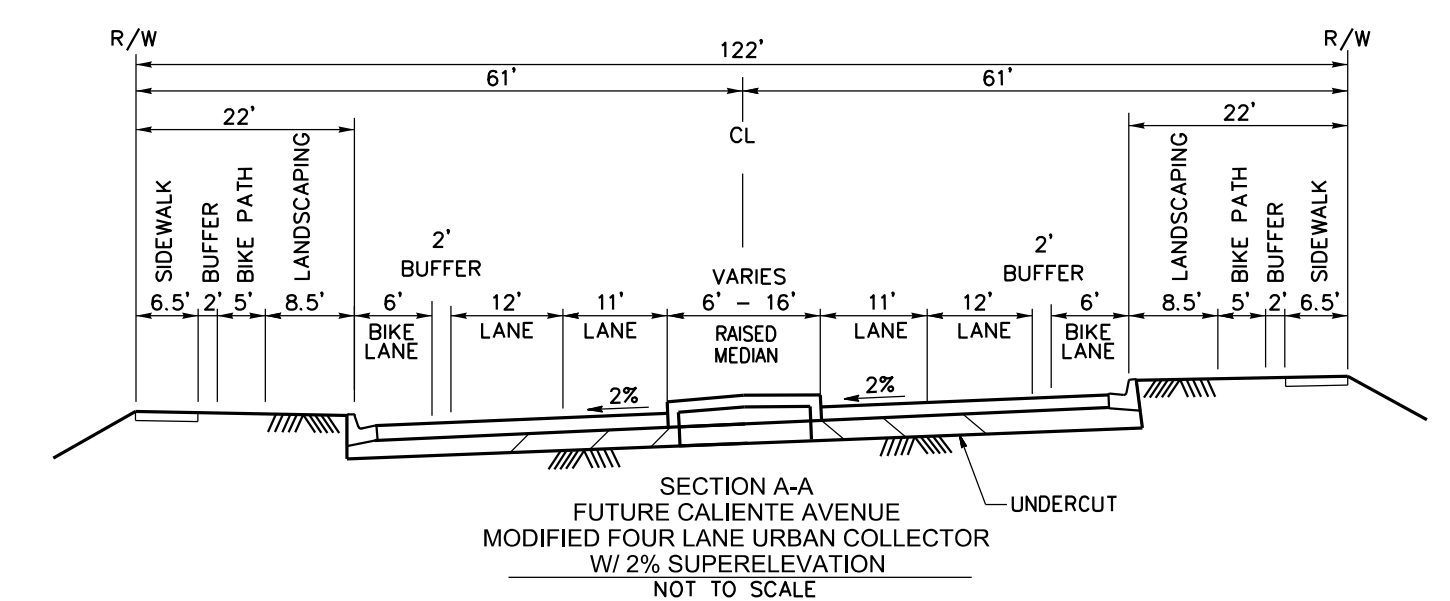 R/W
R/W
122'
61'
61'
22'
22'
CL
SIDEWALK
BUFFER
BIKE PATH
LANDSCAPING
2'
BUFFER
VARIES
2'
BUFFER
LANDSCAPING
BIKE PATH
BUFFER
SIDEWALK
6.5'
2'
5'
8.5'
6'
12'
11'
6' - 16'
11'
12'
6'
8.5'
5'
2'
6.5'
BIKE
LANE
LANE
LANE
RAISED
MEDIAN
LANE
LANE
BIKE
LANE
2%
2%
SECTION A-A
FUTURE CALIENTE AVENUE
MODIFIED FOUR LANE URBAN COLLECTOR
W/ 2% SUPERELEVATION
NOT TO SCALE
UNDERCUT